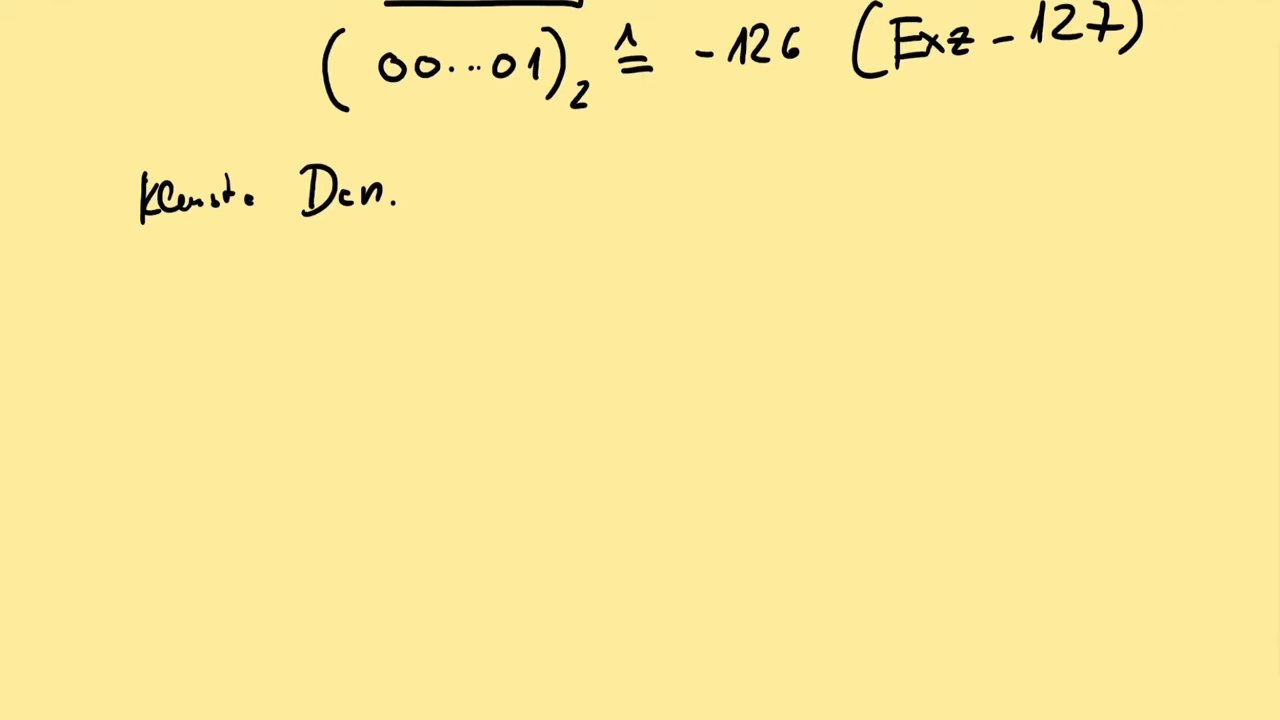 (00...01)₂ ≙ -126 (Exz - 127)
Kleinste Den.